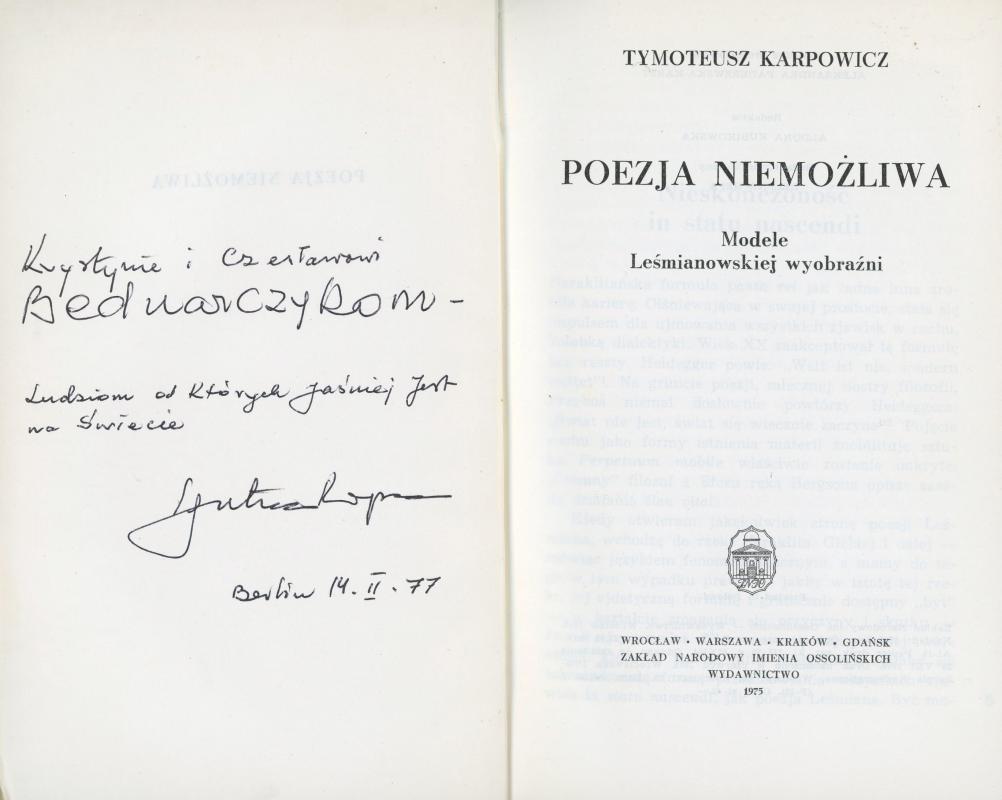 Krystynie i Czesławowi
Bednarczykom -
Ludziom od których jaśniej jest
na świecie
Berlin 14. II. 77
TYMOTEUSZ KARPOWICZ
POEZJA NIEMOŻLIWA
Modele
Leśmianowskiej wyobraźni
WROCŁAW • WARSZAWA • KRAKÓW • GDAŃSK
ZAKŁAD NARODOWY IMIENIA OSSOLIŃSKICH
WYDAWNICTWO
1975